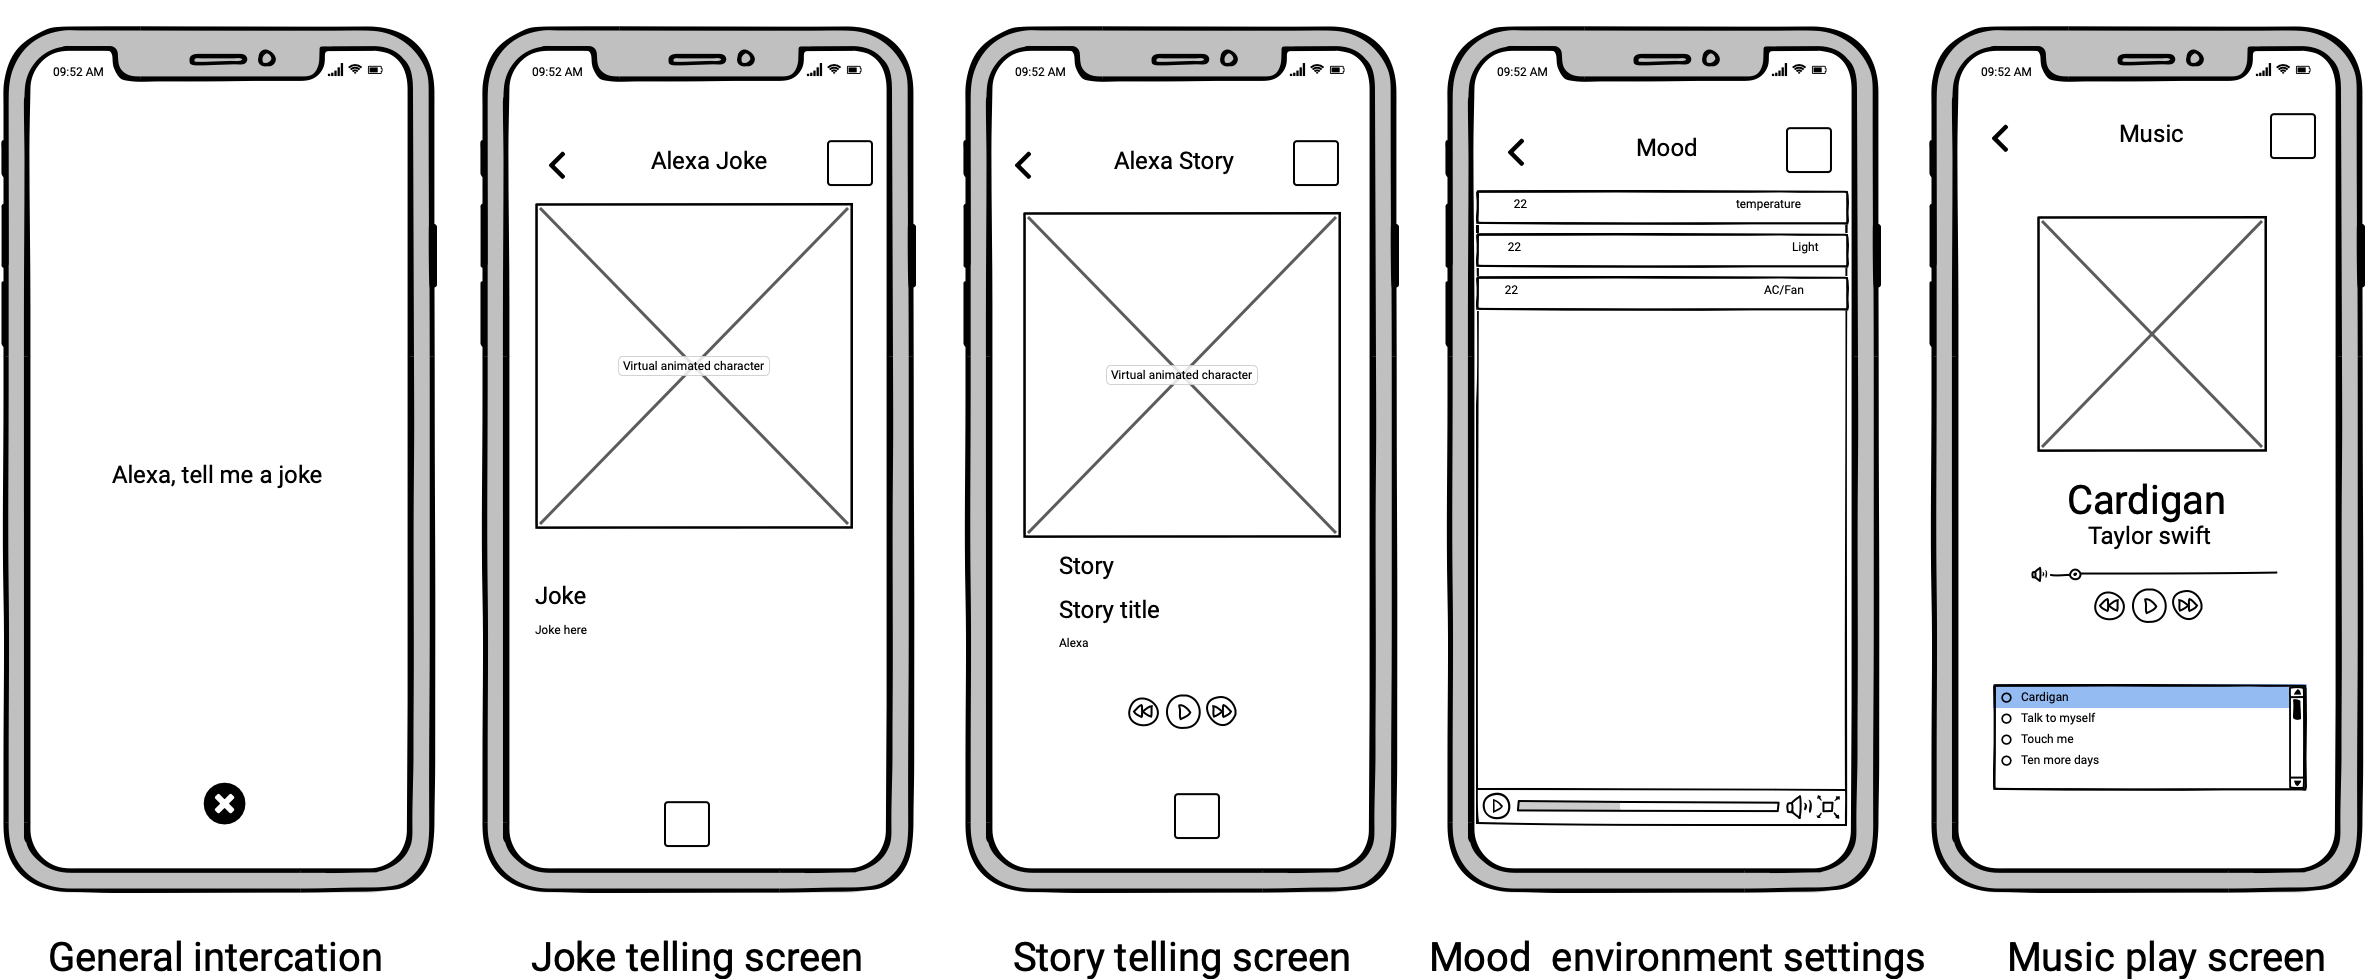 09:52 AM
Alexa, tell me a joke
General intercation
09:52 AM
Alexa Joke
Virtual animated character
Joke
Joke here
Joke telling screen
09:52 AM
Alexa Story
Virtual animated character
Story
Story title
Alexa
Story telling screen
09:52 AM
Mood
22 temperature
22 Light
22 AC/Fan
Mood environment settings
09:52 AM
Music
Cardigan
Taylor swift
Cardigan
Talk to myself
Touch me
Ten more days
Music play screen